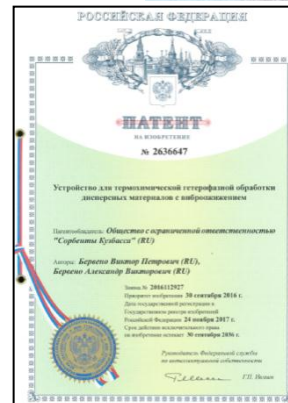 РОССИЙСКАЯ ФЕДЕРАЦИЯ
ПАТЕНТ
НА ИЗОБРЕТЕНИЕ
№ 2636647
Устройство для термохимической гетерофазной обработки
дисперсных материалов с виброожижением
Патентообладатель: Общество с ограниченной ответственностью
"Сорбенты Кузбасса" (RU)
Авторы: Бервено Виктор Петрович (RU),
Бервено Александр Викторович (RU)
Заявка №
Приоритет изобретения 30 сентября 2016 г.
Дата государственной регистрации в
Государственном реестре изобретений
Российской Федерации 24 ноября 2017 г.
Срок действия исключительного права
на изобретение истекает 30 сентября 2036 г.
Руководитель Федеральной службы
по интеллектуальной собственности
Г.П. Ивлиев